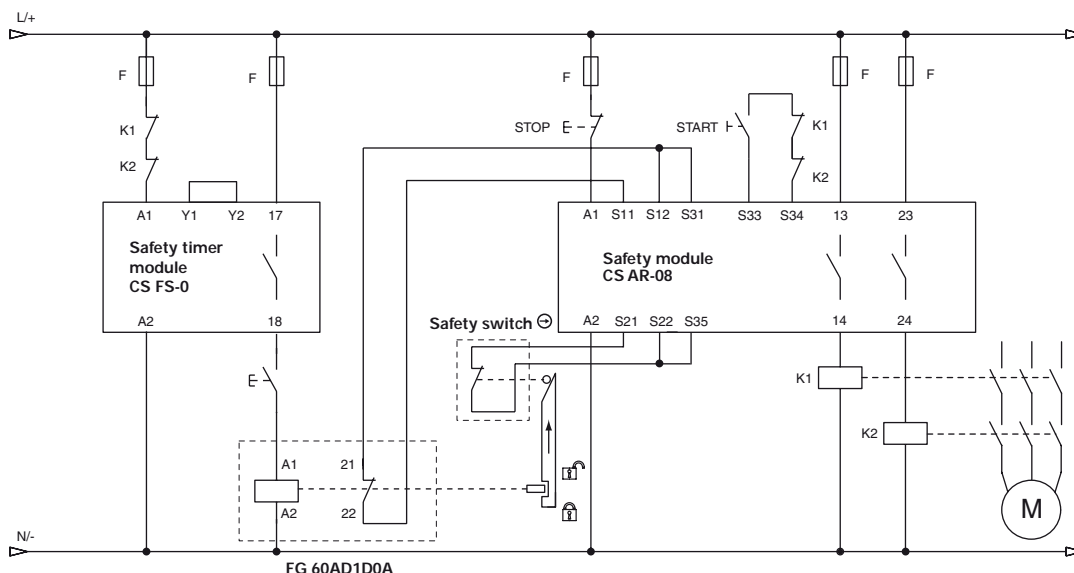 L/+
F
F
F
F
F
K1
K2
STOP
START
K1
K2
A1 Y1 Y2 17
A1 S11 S12 S31 S33 S34 13 23
Safety timer
module
CS FS-0
Safety module
CS AR-08
A2 18
A2 S21 S22 S35 14 24
Safety switch
K1
K2
A1 21
A2 22
M
N/-
FG 60AD1D0A